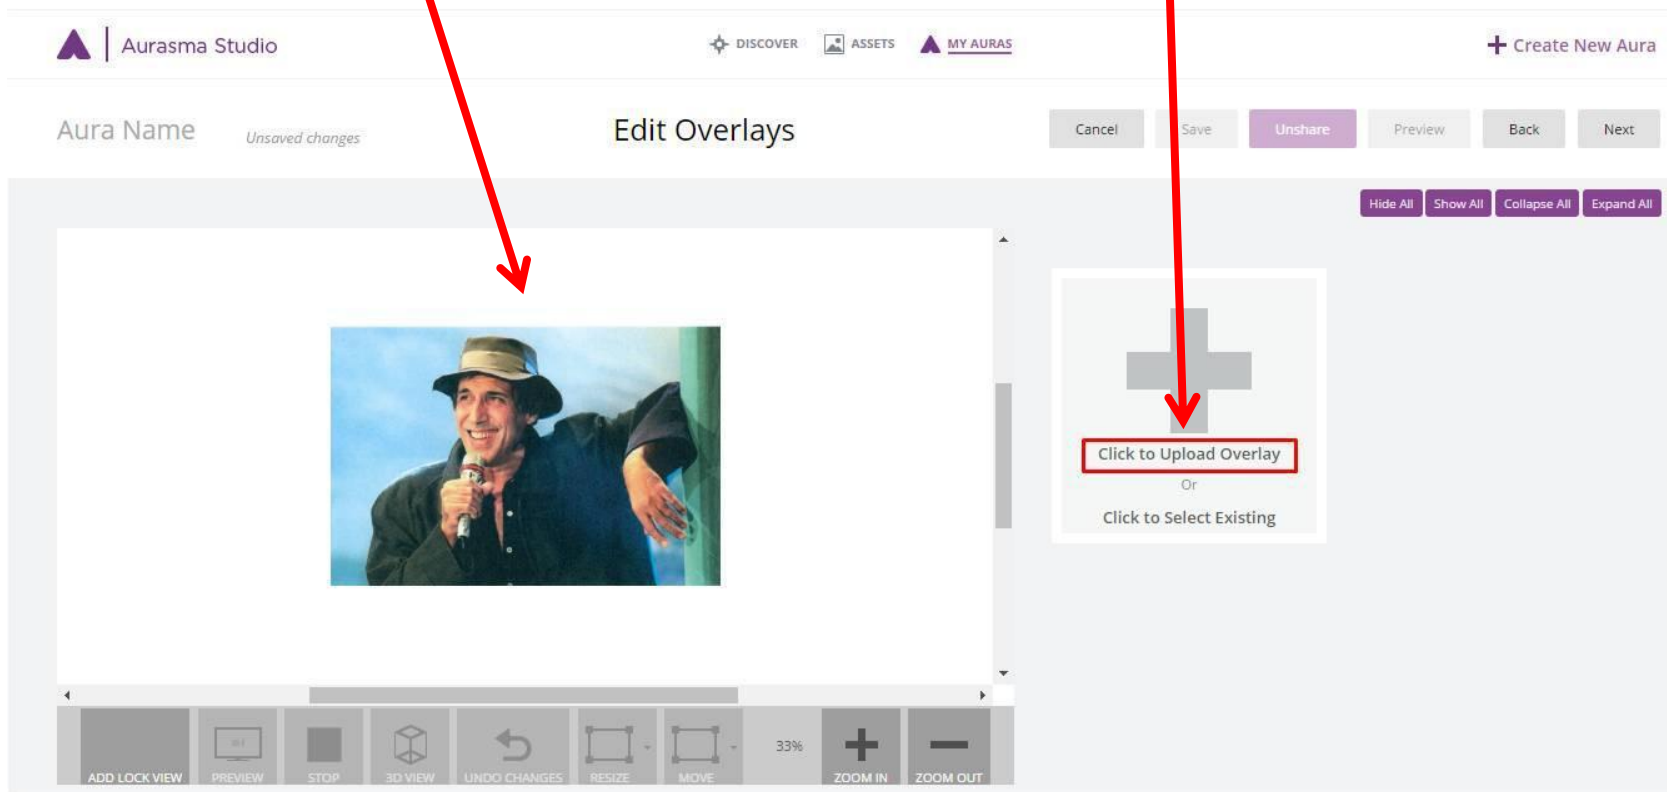 Aurasma Studio
DISCOVER ASSETS MY AURAS
Create New Aura
Aura Name Unsaved changes
Edit Overlays
Cancel Save Unshare Preview Back Next
Hide All Show All Collapse All Expand All
Click to Upload Overlay
Or
Click to Select Existing
33%
ADD LOCK VIEW PREVIEW STOP 3D VIEW UNDO CHANGES RESIZE MOVE ZOOM IN ZOOM OUT